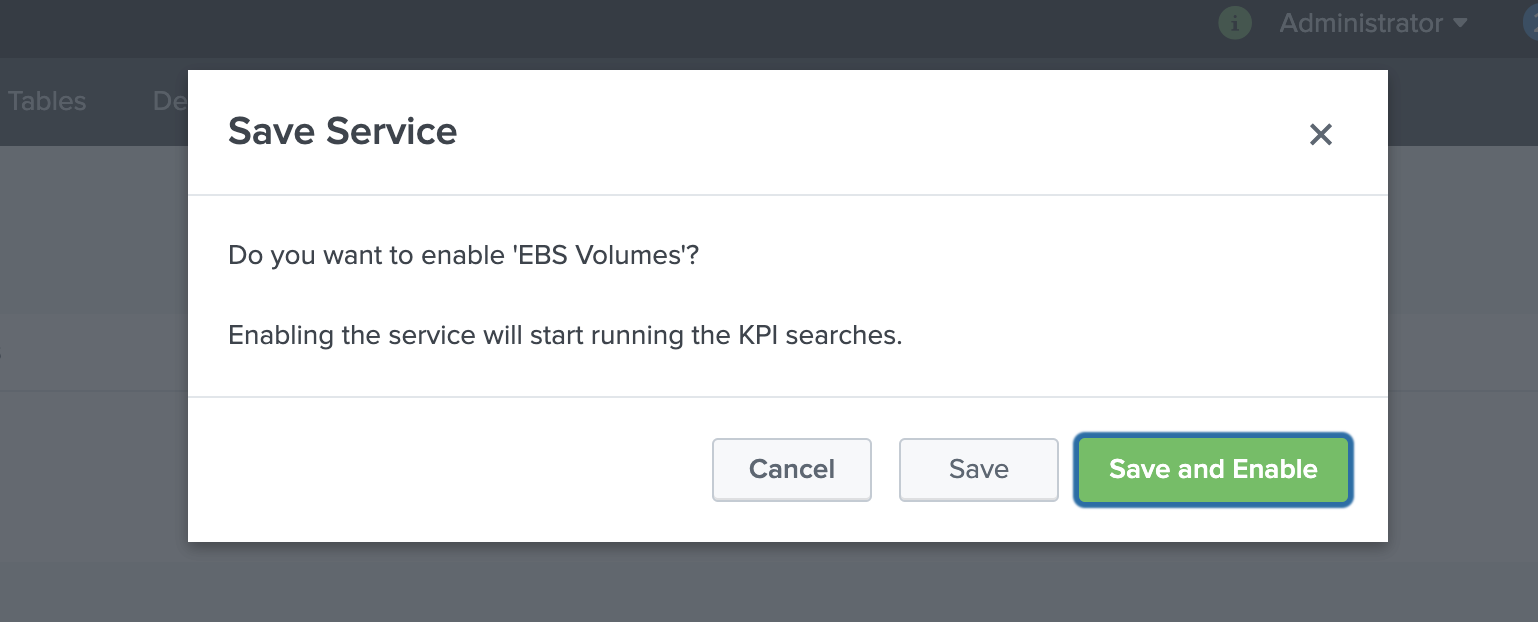 Administrator
Tables
De
Save Service
Do you want to enable 'EBS Volumes'?
Enabling the service will start running the KPI searches.
Cancel Save Save and Enable